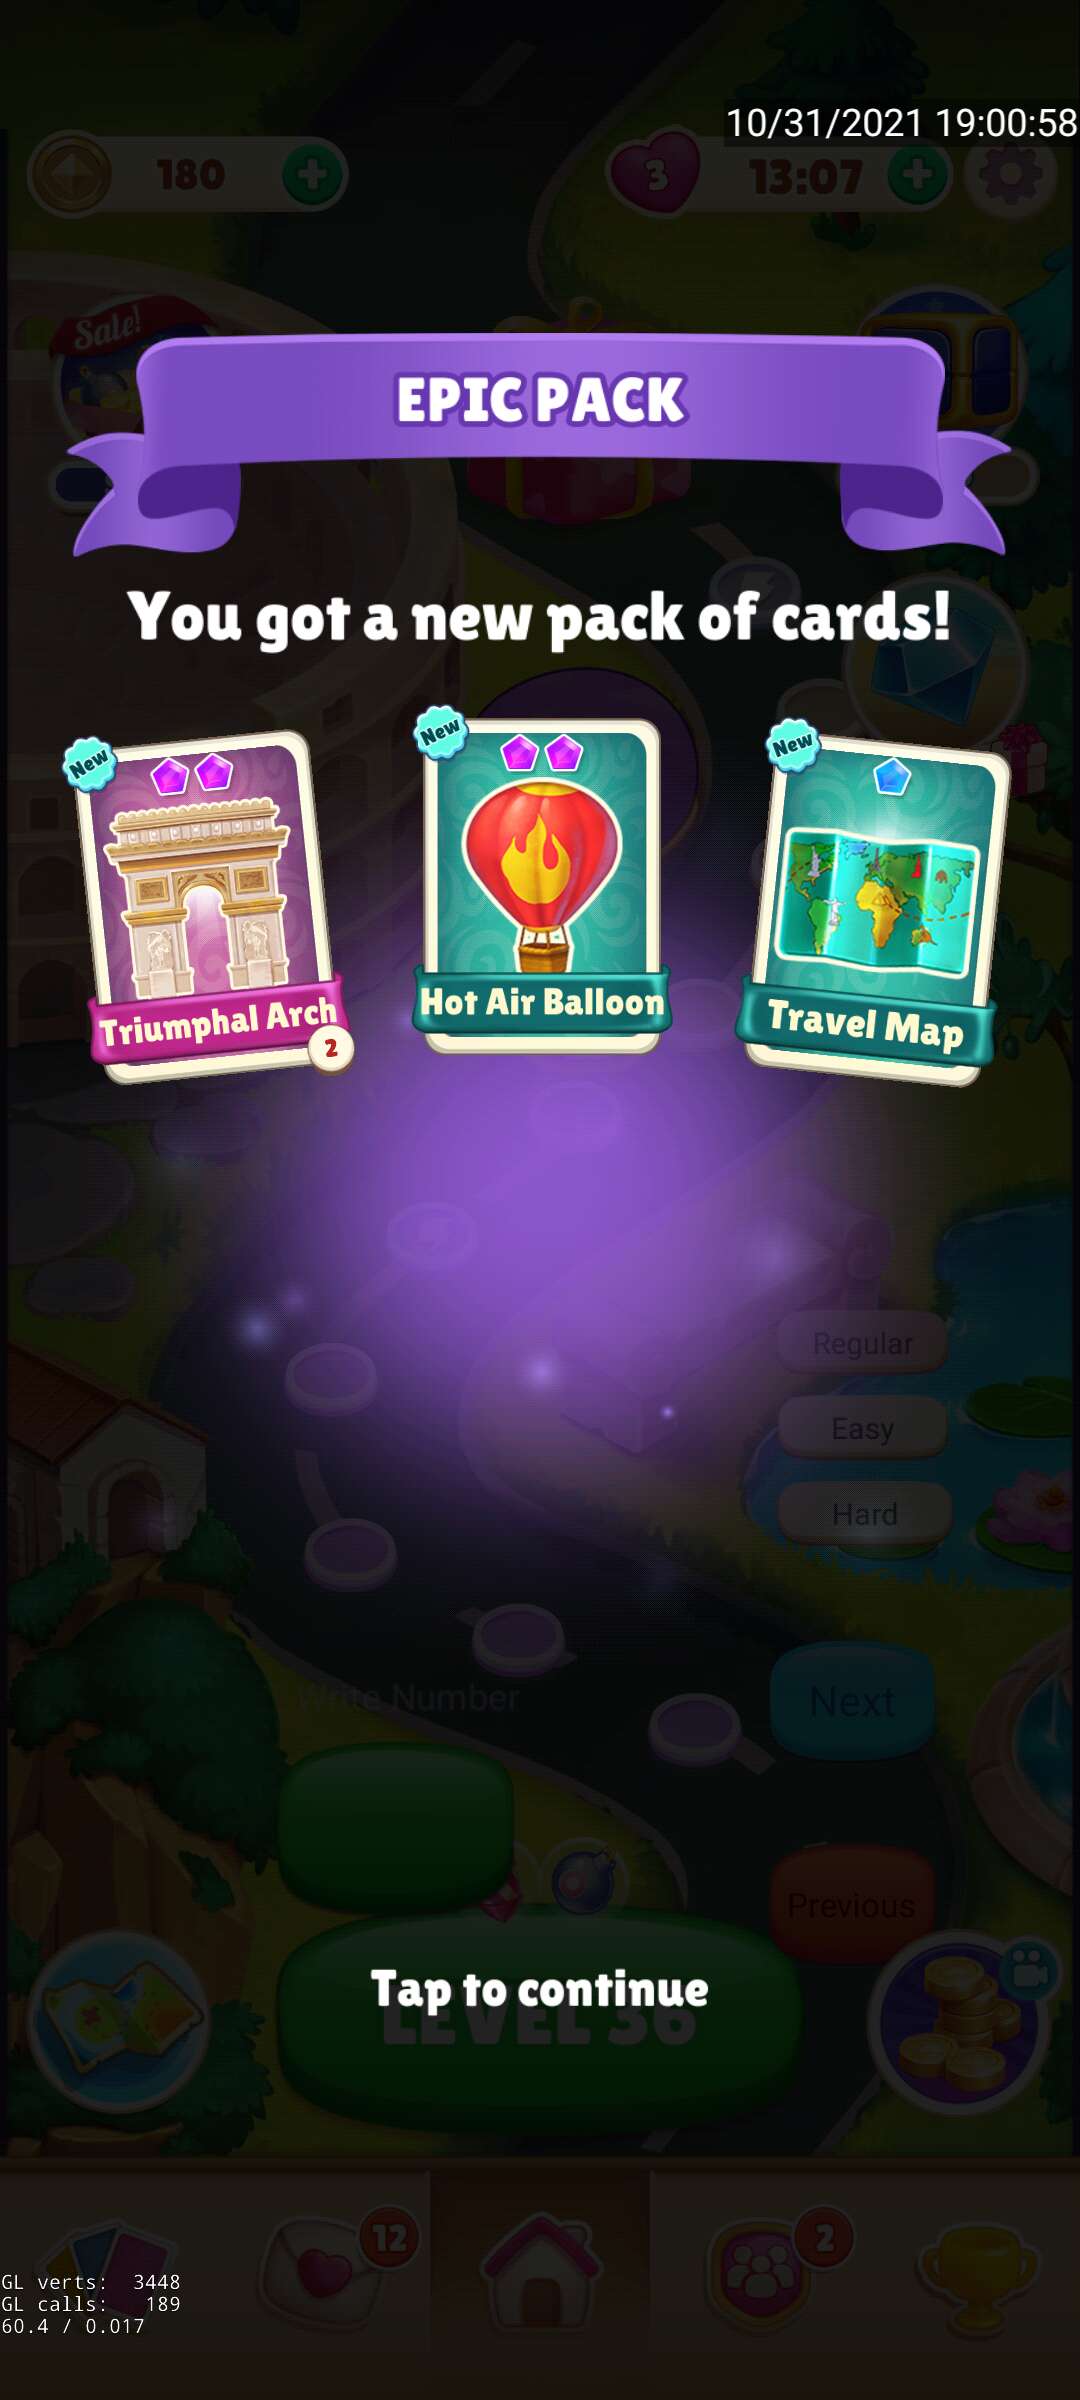 10/31/2021 19:00:58
180
3
13:07
Sale!
EPIC PACK
You got a new pack of cards!
New
New
New
Triumphal Arch
2
Hot Air Balloon
Travel Map
Regular
Easy
Hard
Write Number
Next
Previous
Tap to continue
LEVEL 36
12
2
GL verts: 3448
GL calls: 189
60.4 / 0.017